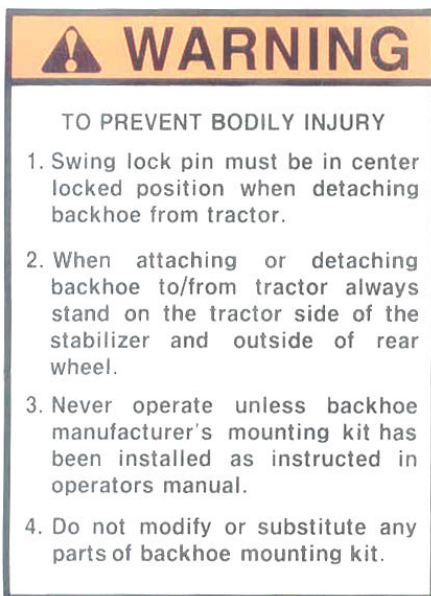 WARNING
TO PREVENT BODILY INJURY
1. Swing lock pin must be in center
locked position when detaching
backhoe from tractor.
2. When attaching or detaching
backhoe to/from tractor always
stand on the tractor side of the
stabilizer and outside of rear
wheel.
3. Never operate unless backhoe
manufacturer's mounting kit has
been installed as instructed in
operators manual.
4. Do not modify or substitute any
parts of backhoe mounting kit.